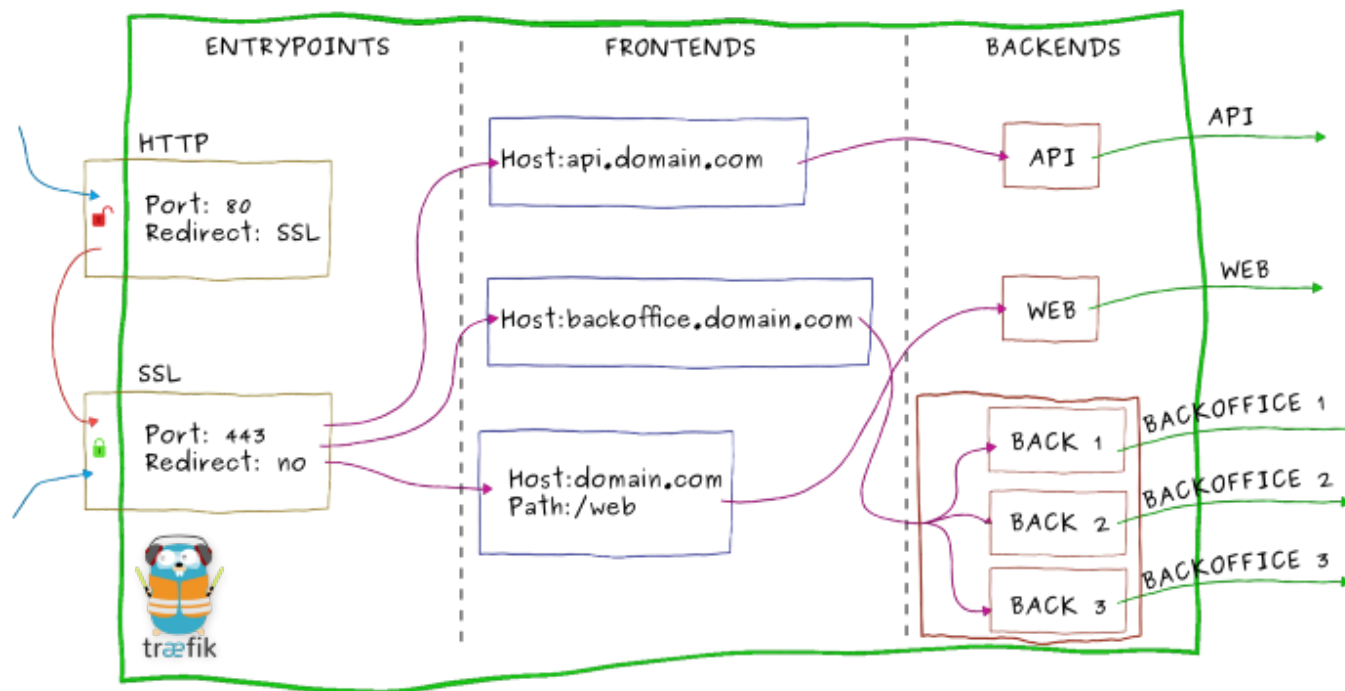 ENTRYPOINTS
FRONTENDS
BACKENDS
HTTP
Port: 80
Redirect: SSL
SSL
Port: 443
Redirect: no
træfik
Host:api.domain.com
Host:backoffice.domain.com
Host:domain.com
Path:/web
API
WEB
BACK 1
BACK 2
BACK 3
API
WEB
BACKOFFICE 1
BACKOFFICE 2
BACKOFFICE 3